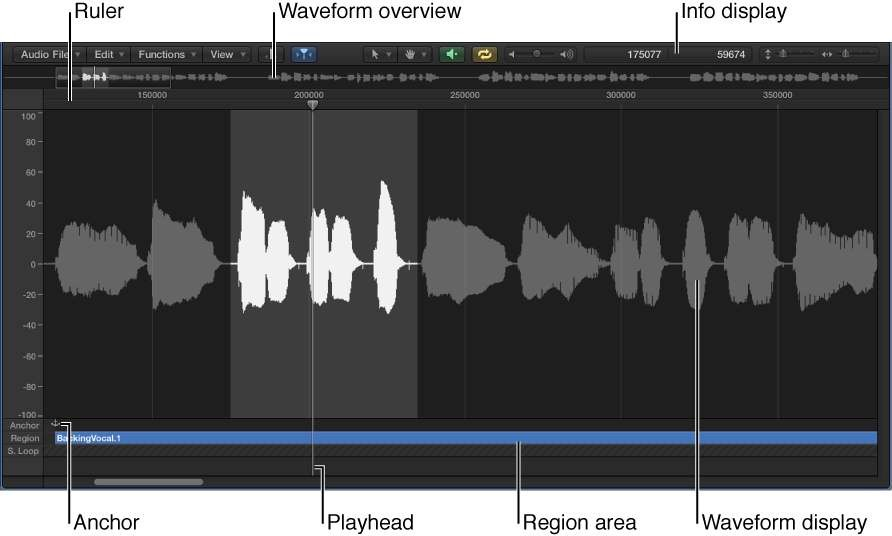 Ruler
Waveform overview
Info display
Audio File
Edit
Functions
View
175077
59674
150000
200000
250000
300000
350000
100
80
60
40
20
0
-20
-40
-60
-80
-100
Anchor
Region
BackingVocal.1
S. Loop
Anchor
Playhead
Region area
Waveform display